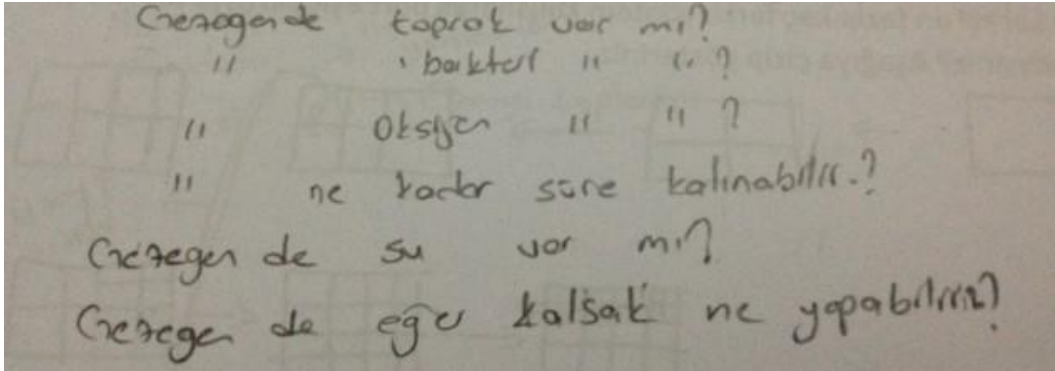 Gezegende toprak var mı?
" bakteri " " ?
" Oksijen " " ?
" ne kadar süre kalınabilir.?
Gezegen de su var mı?
Gezegen de eğer kalsak ne yapabiliriz?